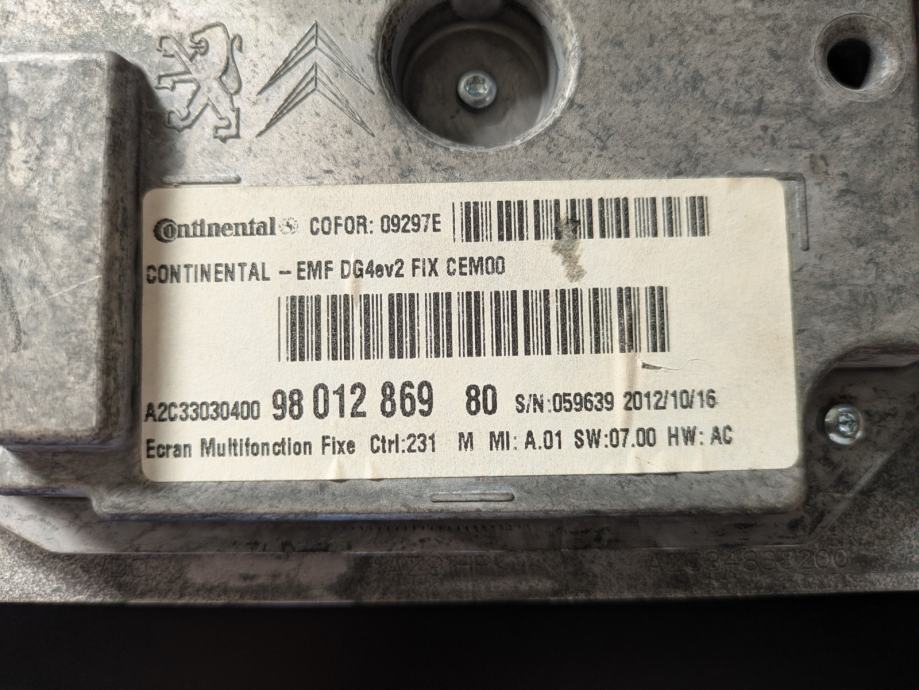 Continental COFOR: 09297E
CONTINENTAL - EMF DG4ev2 FIX CEM00
A2C33030400 98 012 869 80 S/N:059639 2012/10/16
Ecran Multifonction Fixe Ctrl:231 M MI: A.01 SW:07.00 HW: AC